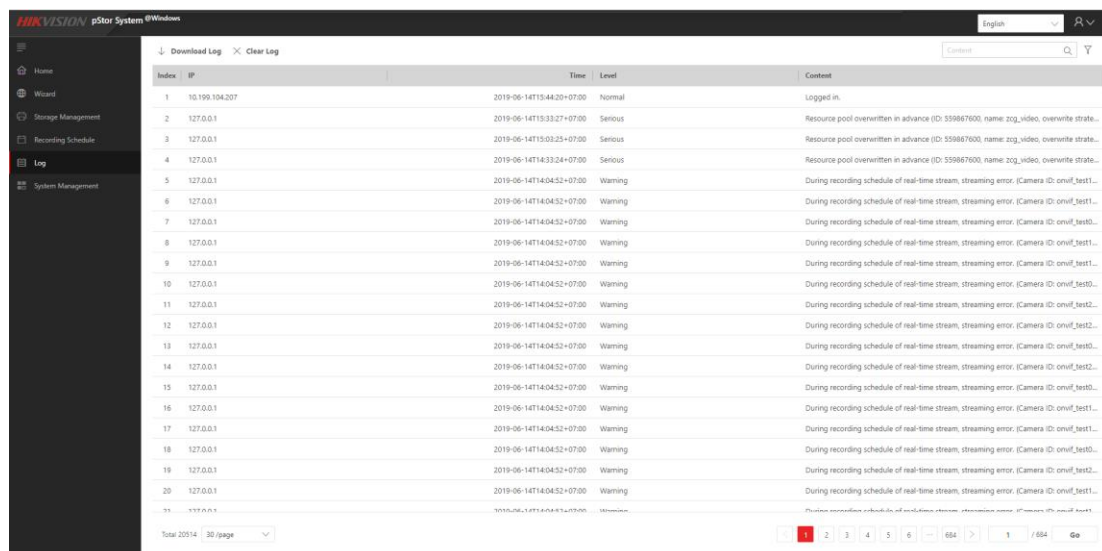 HIKVISION pStor System @Windows English
Home
Wizard
Storage Management
Recording Schedule
Log
System Management
Download Log Clear Log Content
Index IP Time Level Content
1 10.199.104.207 2019-06-14T15:44:20+07:00 Normal Logged in.
2 127.0.0.1 2019-06-14T15:33:27+07:00 Serious Resource pool overwritten in advance (ID: 559867600, name: zcg_video, overwrite strate...
3 127.0.0.1 2019-06-14T15:03:25+07:00 Serious Resource pool overwritten in advance (ID: 559867600, name: zcg_video, overwrite strate...
4 127.0.0.1 2019-06-14T14:33:24+07:00 Serious Resource pool overwritten in advance (ID: 559867600, name: zcg_video, overwrite strate...
5 127.0.0.1 2019-06-14T14:04:52+07:00 Warning During recording schedule of real-time stream, streaming error. (Camera ID: onvif_test1...
6 127.0.0.1 2019-06-14T14:04:52+07:00 Warning During recording schedule of real-time stream, streaming error. (Camera ID: onvif_test1...
7 127.0.0.1 2019-06-14T14:04:52+07:00 Warning During recording schedule of real-time stream, streaming error. (Camera ID: onvif_test0...
8 127.0.0.1 2019-06-14T14:04:52+07:00 Warning During recording schedule of real-time stream, streaming error. (Camera ID: onvif_test1...
9 127.0.0.1 2019-06-14T14:04:52+07:00 Warning During recording schedule of real-time stream, streaming error. (Camera ID: onvif_test1...
10 127.0.0.1 2019-06-14T14:04:52+07:00 Warning During recording schedule of real-time stream, streaming error. (Camera ID: onvif_test0...
11 127.0.0.1 2019-06-14T14:04:52+07:00 Warning During recording schedule of real-time stream, streaming error. (Camera ID: onvif_test2...
12 127.0.0.1 2019-06-14T14:04:52+07:00 Warning During recording schedule of real-time stream, streaming error. (Camera ID: onvif_test2...
13 127.0.0.1 2019-06-14T14:04:52+07:00 Warning During recording schedule of real-time stream, streaming error. (Camera ID: onvif_test0...
14 127.0.0.1 2019-06-14T14:04:52+07:00 Warning During recording schedule of real-time stream, streaming error. (Camera ID: onvif_test2...
15 127.0.0.1 2019-06-14T14:04:52+07:00 Warning During recording schedule of real-time stream, streaming error. (Camera ID: onvif_test0...
16 127.0.0.1 2019-06-14T14:04:52+07:00 Warning During recording schedule of real-time stream, streaming error. (Camera ID: onvif_test1...
17 127.0.0.1 2019-06-14T14:04:52+07:00 Warning During recording schedule of real-time stream, streaming error. (Camera ID: onvif_test1...
18 127.0.0.1 2019-06-14T14:04:52+07:00 Warning During recording schedule of real-time stream, streaming error. (Camera ID: onvif_test0...
19 127.0.0.1 2019-06-14T14:04:52+07:00 Warning During recording schedule of real-time stream, streaming error. (Camera ID: onvif_test2...
20 127.0.0.1 2019-06-14T14:04:52+07:00 Warning During recording schedule of real-time stream, streaming error. (Camera ID: onvif_test1...
Total 20514 30 /page 1 2 3 4 5 6 ... 684 1 / 684 Go